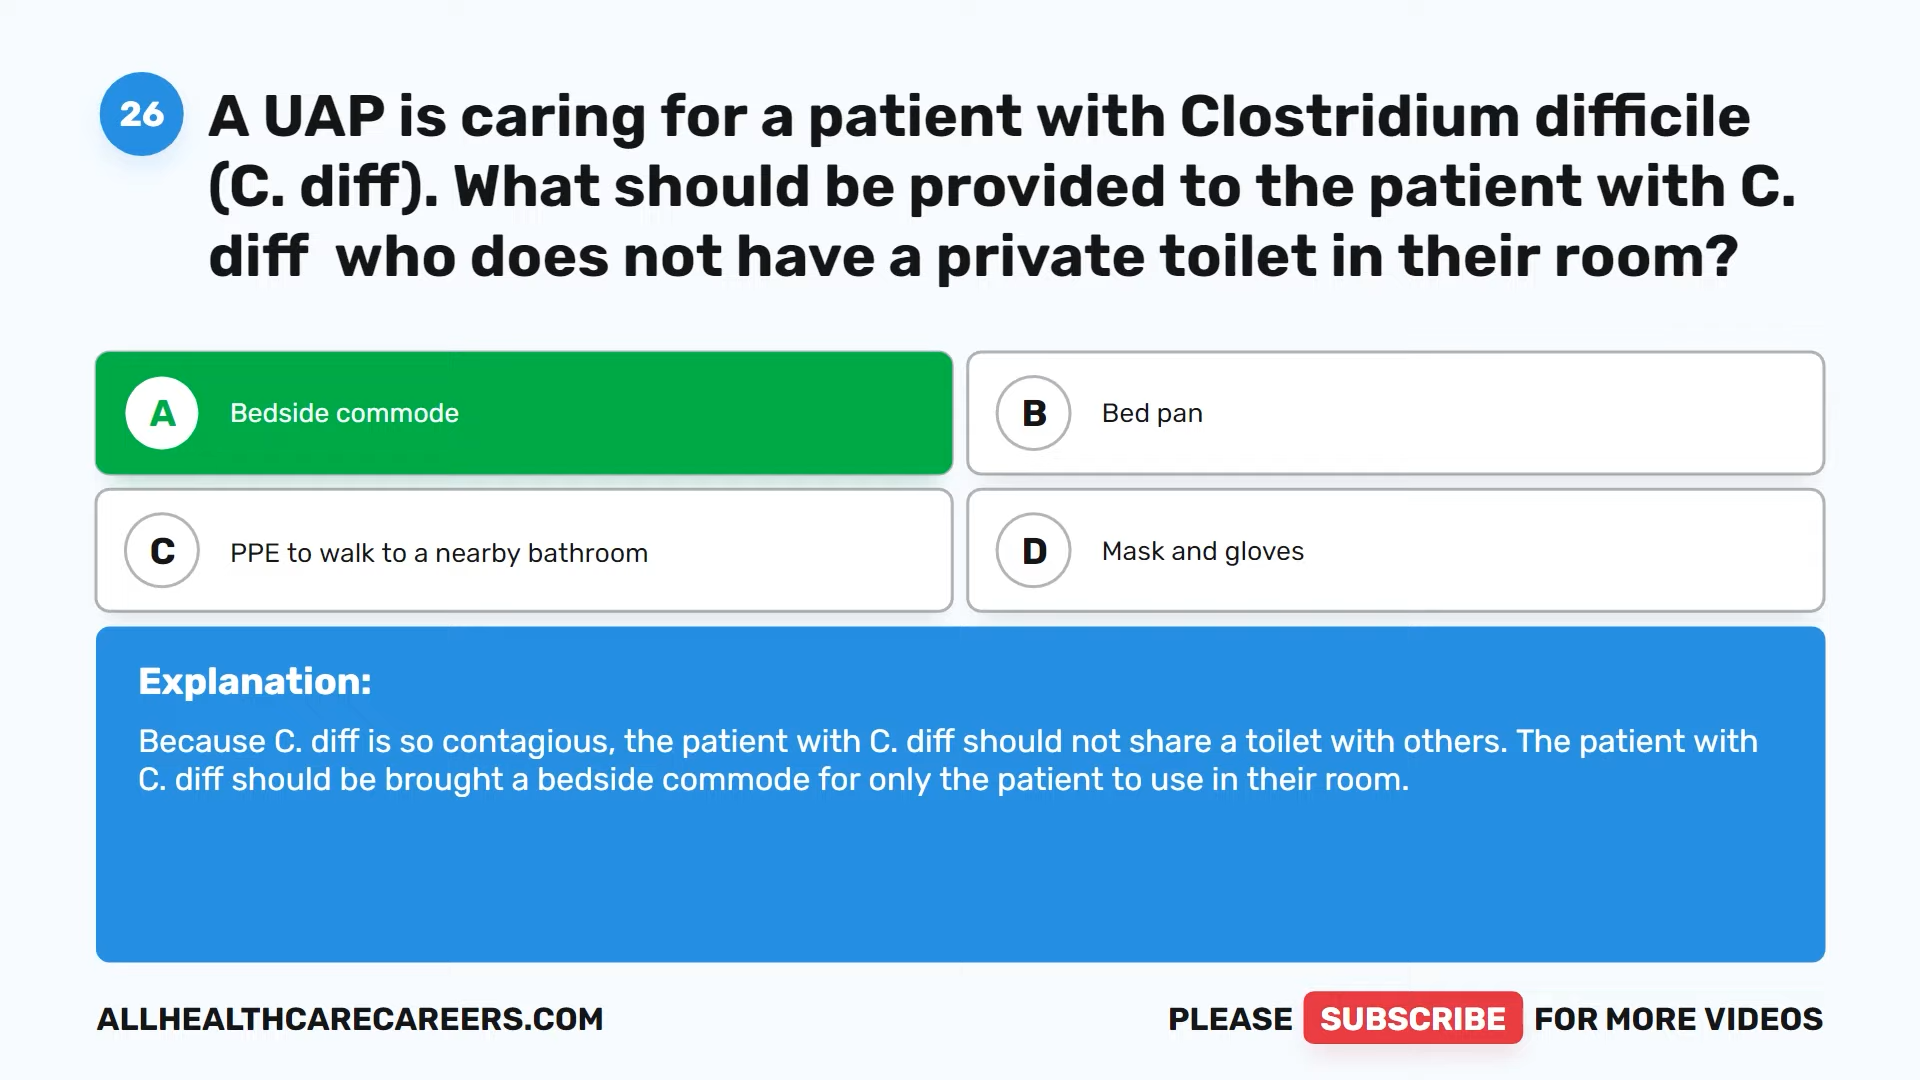 26
A UAP is caring for a patient with Clostridium difficile
(C. diff). What should be provided to the patient with C.
diff  who does not have a private toilet in their room?
A Bedside commode
B Bed pan
C PPE to walk to a nearby bathroom
D Mask and gloves
Explanation:
Because C. diff is so contagious, the patient with C. diff should not share a toilet with others. The patient with
C. diff should be brought a bedside commode for only the patient to use in their room.
ALLHEALTHCARECAREERS.COM
PLEASE SUBSCRIBE FOR MORE VIDEOS